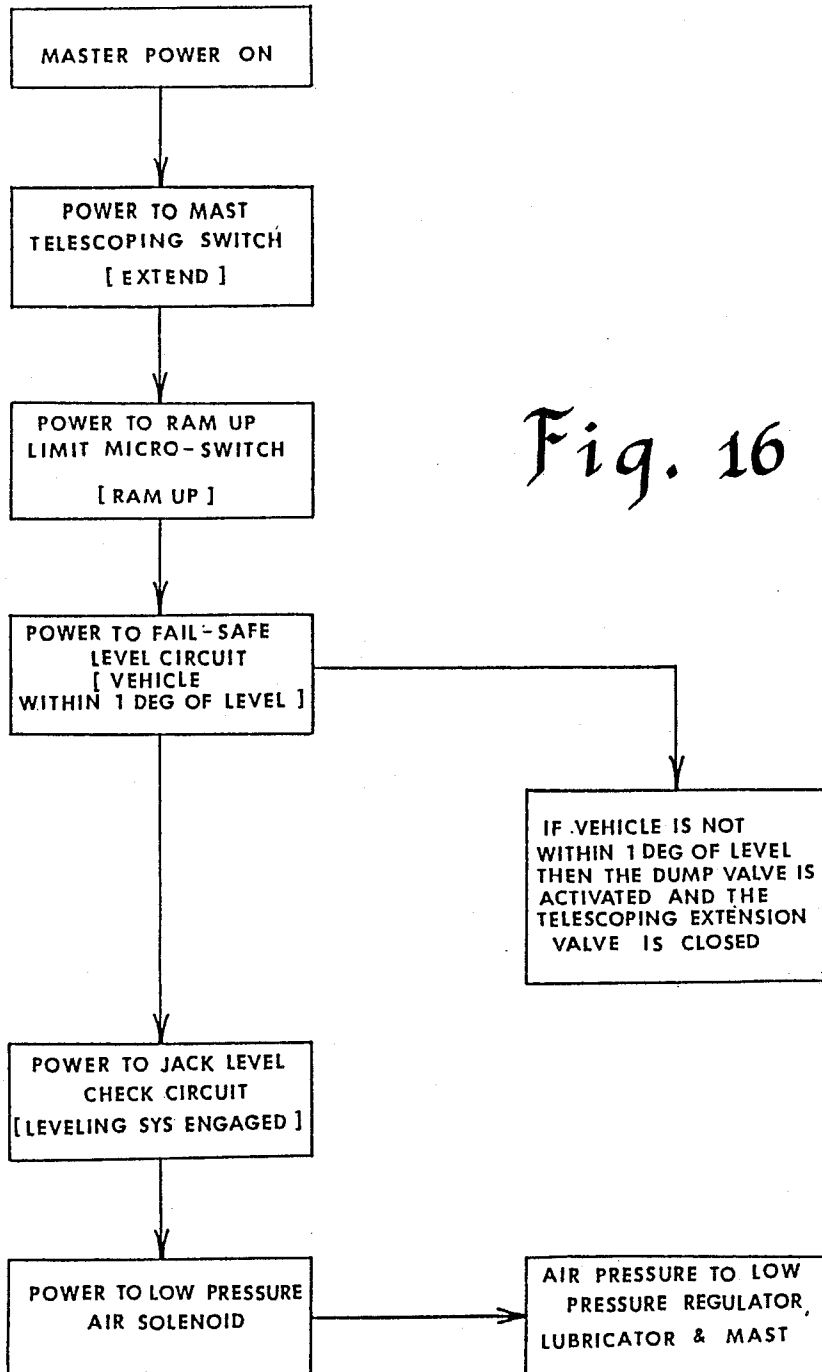 MASTER POWER ON
POWER TO MAST
TELESCOPING SWITCH
[ EXTEND ]
POWER TO RAM UP
LIMIT MICRO-SWITCH
[ RAM UP ]
Fig. 16
POWER TO FAIL-SAFE
LEVEL CIRCUIT
[ VEHICLE
WITHIN 1 DEG OF LEVEL ]
IF VEHICLE IS NOT
WITHIN 1 DEG OF LEVEL
THEN THE DUMP VALVE IS
ACTIVATED AND THE
TELESCOPING EXTENSION
VALVE IS CLOSED
POWER TO JACK LEVEL
CHECK CIRCUIT
[LEVELING SYS ENGAGED ]
POWER TO LOW PRESSURE
AIR SOLENOID
AIR PRESSURE TO LOW
PRESSURE REGULATOR,
LUBRICATOR & MAST